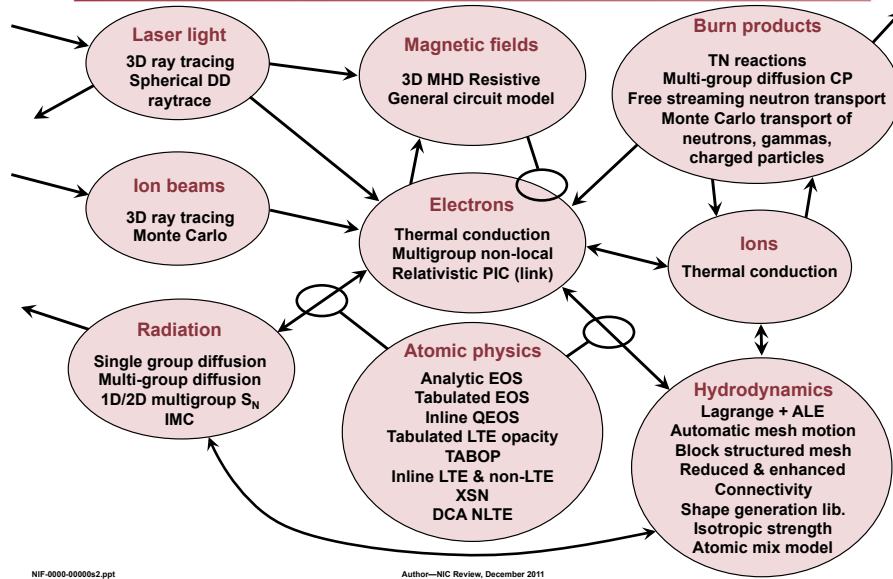 Laser light
3D ray tracing
Spherical DD
raytrace
Magnetic fields
3D MHD Resistive
General circuit model
Burn products
TN reactions
Multi-group diffusion CP
Free streaming neutron transport
Monte Carlo transport of
neutrons, gammas,
charged particles
Ion beams
3D ray tracing
Monte Carlo
Electrons
Thermal conduction
Multigroup non-local
Relativistic PIC (link)
Ions
Thermal conduction
Radiation
Single group diffusion
Multi-group diffusion
1D/2D multigroup SN
IMC
Atomic physics
Analytic EOS
Tabulated EOS
Inline QEOS
Tabulated LTE opacity
TABOP
Inline LTE & non-LTE
XSN
DCA NLTE
Hydrodynamics
Lagrange + ALE
Automatic mesh motion
Block structured mesh
Reduced & enhanced
Connectivity
Shape generation lib.
Isotropic strength
Atomic mix model
NIF-0000-00000s2.ppt
Author—NIC Review, December 2011